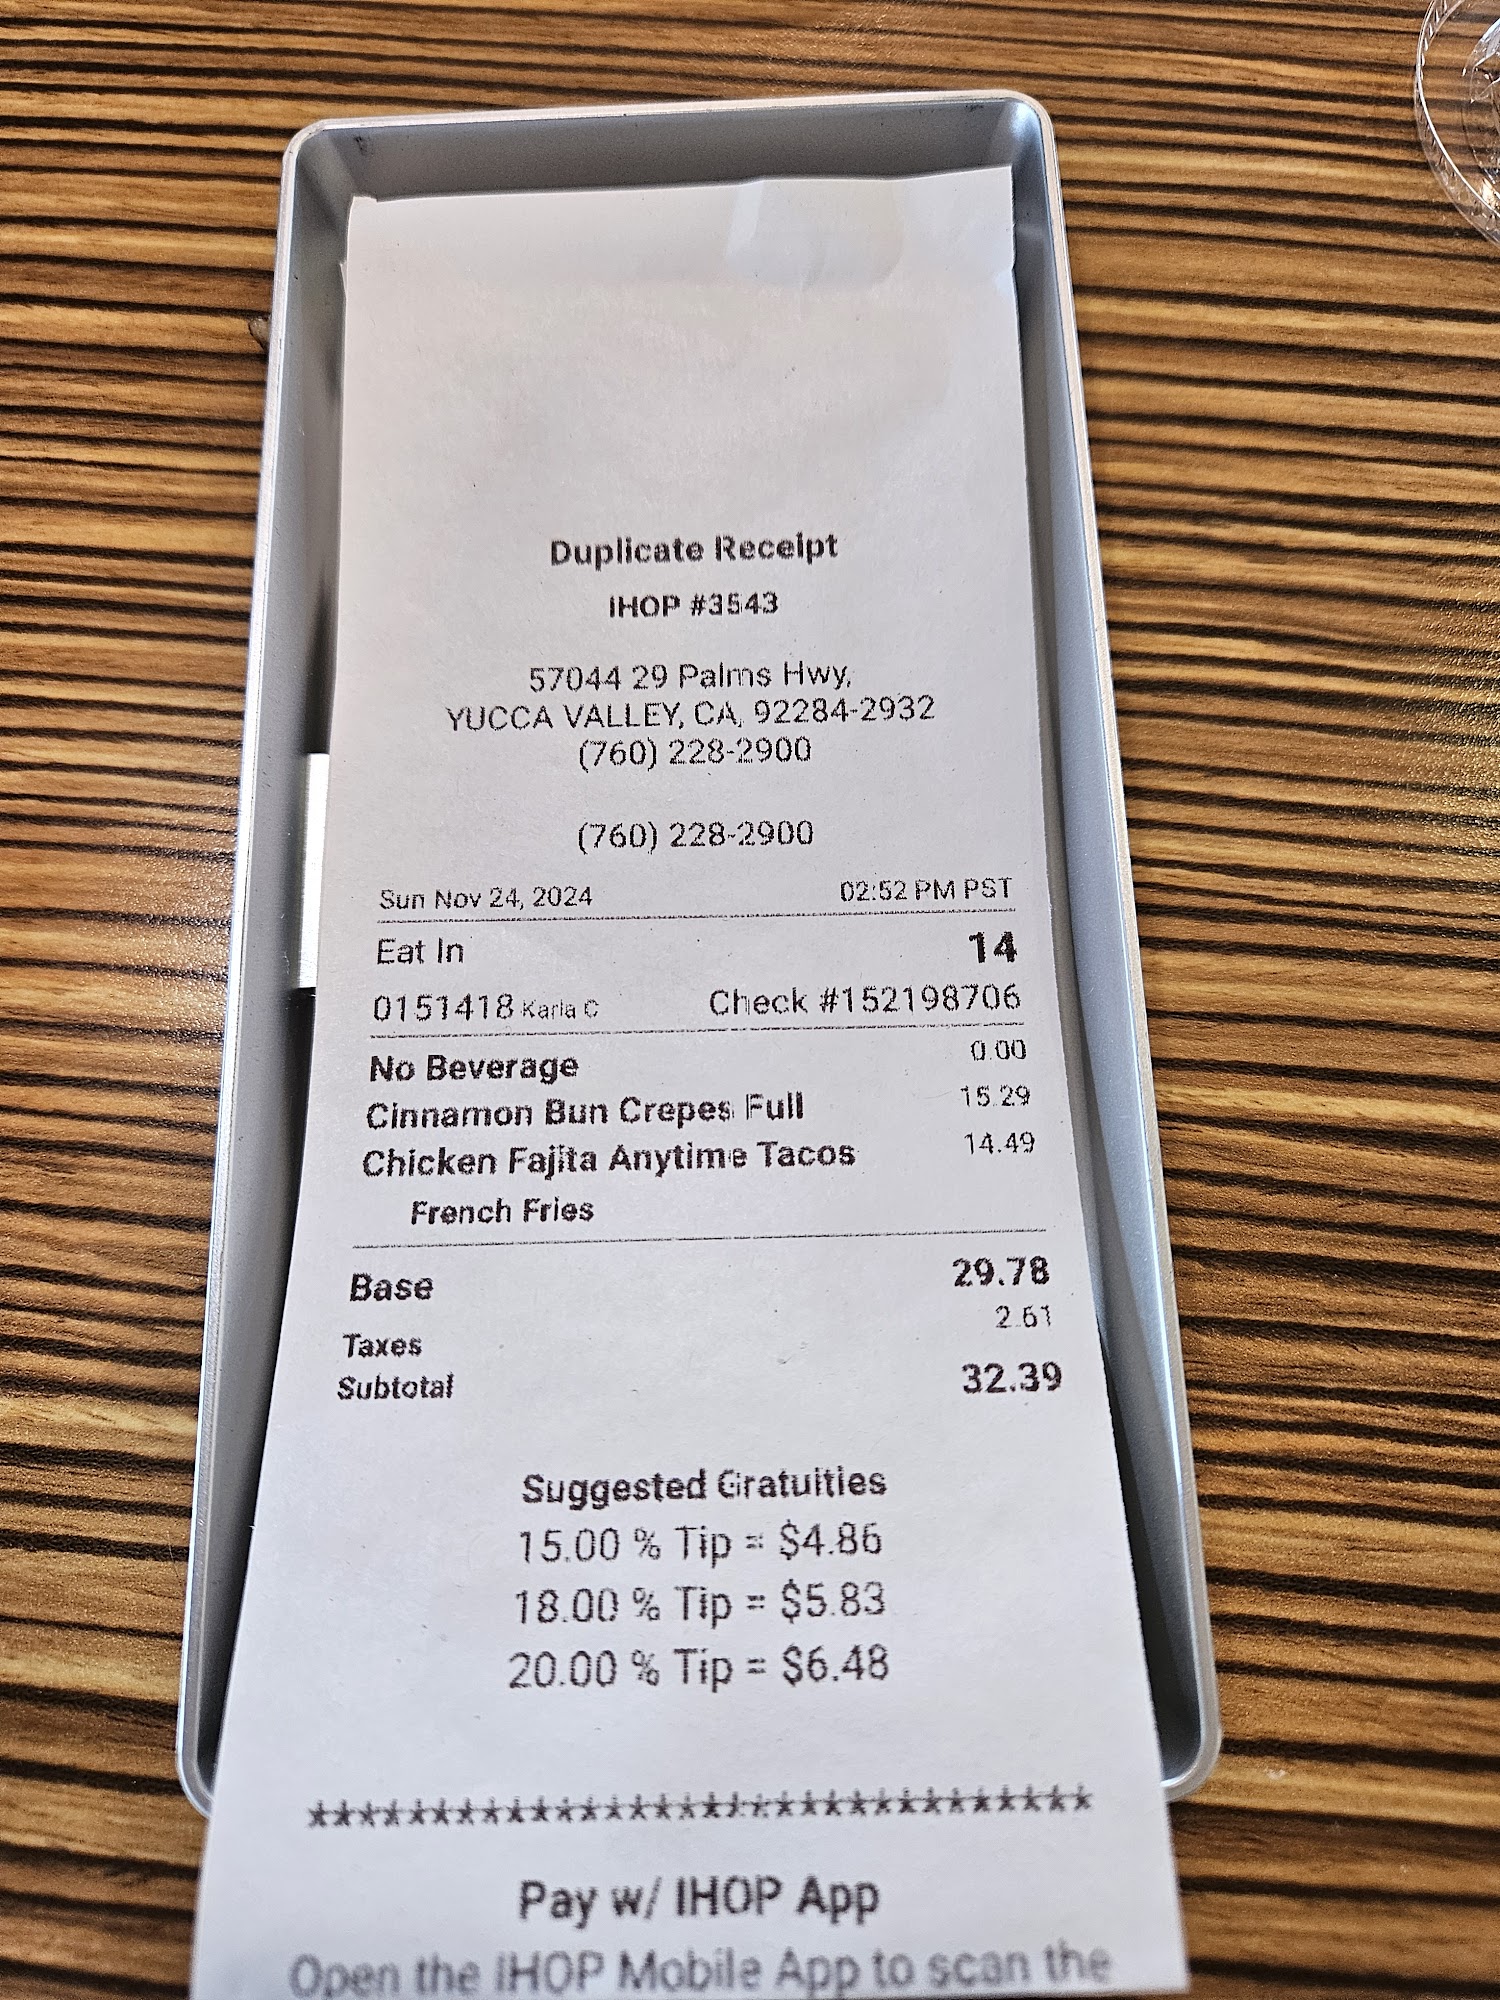 Duplicate Receipt
IHOP #3543
57044 29 Palms Hwy,
YUCCA VALLEY, CA, 92284-2932
(760) 228-2900
(760) 228-2900
Sun Nov 24, 2024 02:52 PM PST
Eat In 14
0151418 Karla C Check #152198706
No Beverage 0.00
Cinnamon Bun Crepes Full 15.29
Chicken Fajita Anytime Tacos 14.49
French Fries
Base 29.78
Taxes 2.61
Subtotal 32.39
Suggested Gratuities
15.00 % Tip = $4.86
18.00 % Tip = $5.83
20.00 % Tip = $6.48
*********************************
Pay w/ IHOP App
Open the IHOP Mobile App to scan the